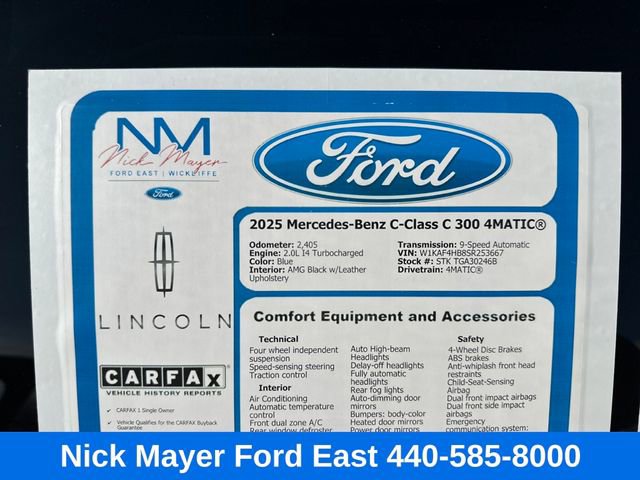 NM
Nick Mayer
FORD EAST | WICKLIFFE
Ford
Ford
LINCOLN
CARFAX
VEHICLE HISTORY REPORTS
✓ CARFAX 1 Single Owner
✓ Vehicle Qualifies for the CARFAX Buyback
Guarantee
2025 Mercedes-Benz C-Class C 300 4MATIC®
Odometer: 2,405
Engine: 2.0L I4 Turbocharged
Color: Blue
Interior: AMG Black w/Leather
Upholstery
Transmission: 9-Speed Automatic
VIN: W1KAF4HB8SR253667
Stock #: STK TGA30246B
Drivetrain: 4MATIC®
Comfort Equipment and Accessories
Technical
Four wheel independent
suspension
Speed-sensing steering
Traction control
Interior
Air Conditioning
Automatic temperature
control
Front dual zone A/C
Rear window defroster
Auto High-beam
Headlights
Delay-off headlights
Fully automatic
headlights
Rear fog lights
Auto-dimming door
mirrors
Bumpers: body-color
Heated door mirrors
Power door mirrors
Safety
4-Wheel Disc Brakes
ABS brakes
Anti-whiplash front head
restraints
Child-Seat-Sensing
Airbag
Dual front impact airbags
Dual front side impact
airbags
Emergency
communication system:
Nick Mayer Ford East 440-585-8000